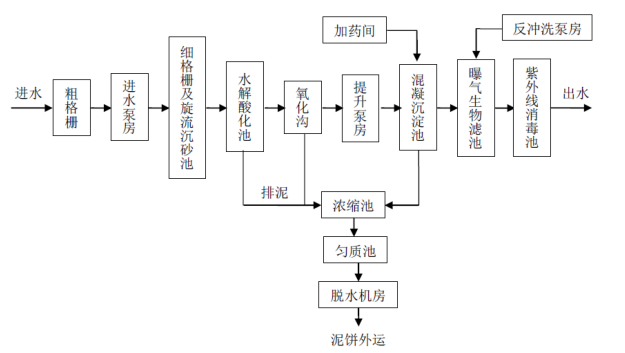 加药间
反冲洗泵房
进水
粗格栅
进水泵房
细格栅及旋流沉砂池
水解酸化池
氧化沟
提升泵房
混凝沉淀池
曝气生物滤池
紫外线消毒池
出水
排泥
浓缩池
匀质池
脱水机房
泥饼外运